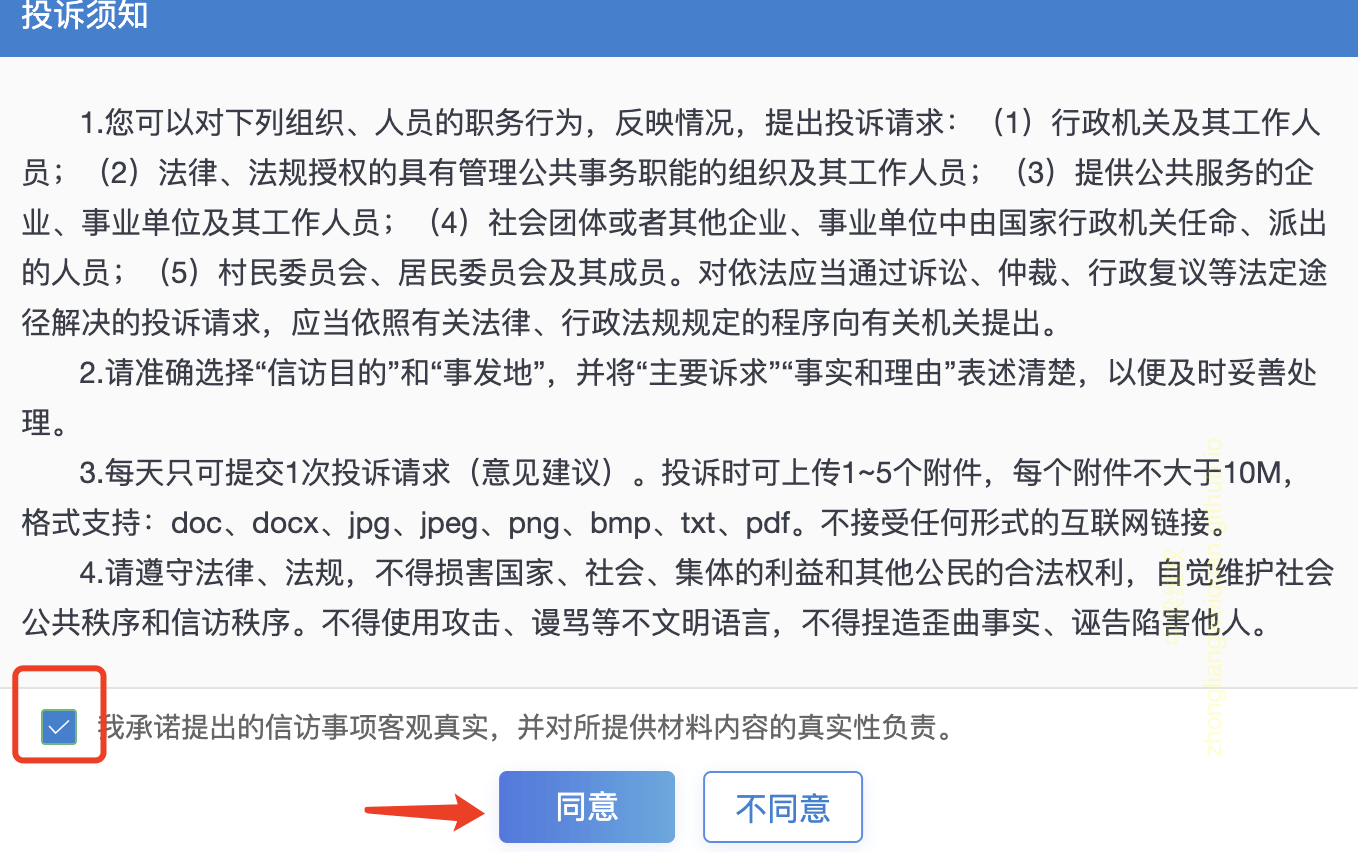 投诉须知
1.您可以对下列组织、人员的职务行为，反映情况，提出投诉请求：（1）行政机关及其工作人
员；（2）法律、法规授权的具有管理公共事务职能的组织及其工作人员；（3）提供公共服务的企
业、事业单位及其工作人员；（4）社会团体或者其他企业、事业单位中由国家行政机关任命、派出
的人员；（5）村民委员会、居民委员会及其成员。对依法应当通过诉讼、仲裁、行政复议等法定途
径解决的投诉请求，应当依照有关法律、行政法规规定的程序向有关机关提出。
2.请准确选择“信访目的”和“事发地”，并将“主要诉求”“事实和理由”表述清楚，以便及时妥善处
理。
3.每天只可提交1次投诉请求（意见建议）。投诉时可上传1~5个附件，每个附件不大于10M，
格式支持：doc、docx、jpg、jpeg、png、bmp、txt、pdf。不接受任何形式的互联网链接。
4.请遵守法律、法规，不得损害国家、社会、集体的利益和其他公民的合法权利，自觉维护社会
公共秩序和信访秩序。不得使用攻击、谩骂等不文明语言，不得捏造歪曲事实、诬告陷害他人。
我承诺提出的信访事项客观真实，并对所提供材料内容的真实性负责。
同意
不同意